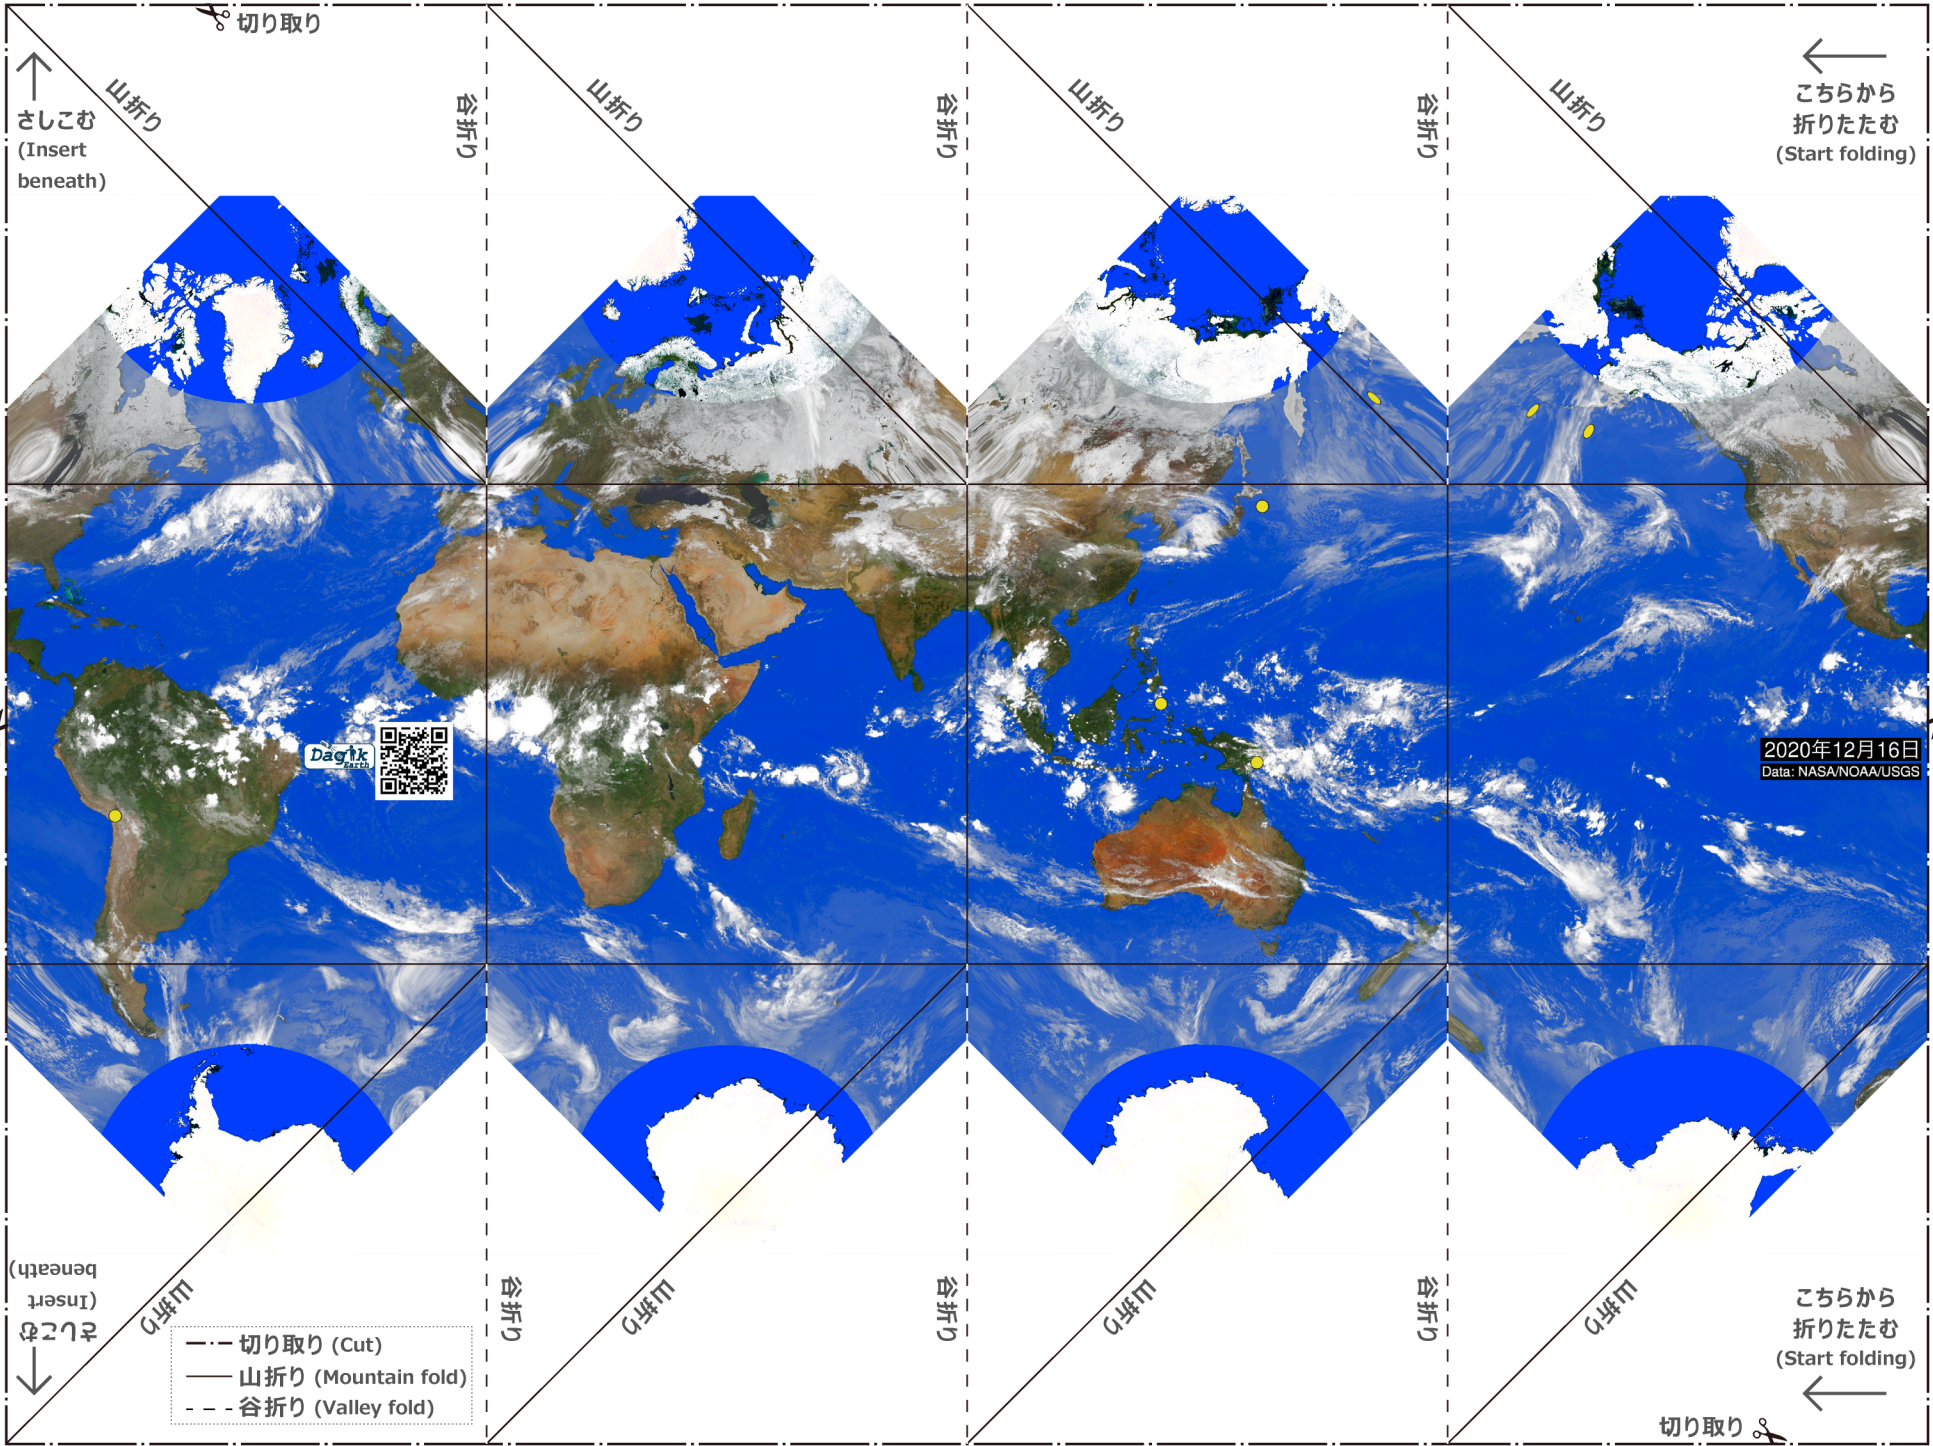 切り取り
山折り
谷折り
山折り
谷折り
山折り
谷折り
山折り
さしこむ
(Insert
beneath)
こちらから
折りたたむ
(Start folding)
Dagik
Earth
2020年12月16日
Data: NASA/NOAA/USGS
さしこむ
(Insert
beneath)
山折り
谷折り
山折り
谷折り
山折り
谷折り
山折り
切り取り (Cut)
山折り (Mountain fold)
谷折り (Valley fold)
こちらから
折りたたむ
(Start folding)
切り取り